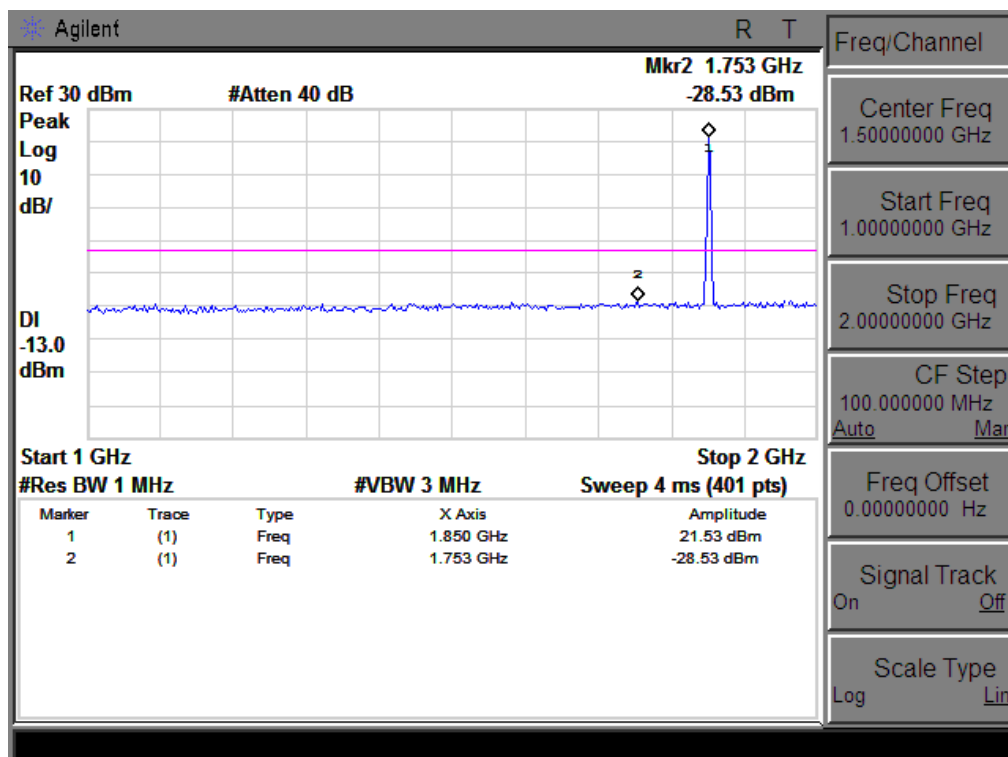 Agilent R T
Mkr2 1.753 GHz
Ref 30 dBm #Atten 40 dB -28.53 dBm
Peak
Log
10
dB/
1
2
DI
-13.0
dBm
Start 1 GHz Stop 2 GHz
#Res BW 1 MHz #VBW 3 MHz Sweep 4 ms (401 pts)
Marker Trace Type X Axis Amplitude
1 (1) Freq 1.850 GHz 21.53 dBm
2 (1) Freq 1.753 GHz -28.53 dBm
Freq/Channel
Center Freq
1.50000000 GHz
Start Freq
1.00000000 GHz
Stop Freq
2.00000000 GHz
CF Step
100.000000 MHz
Auto Man
Freq Offset
0.00000000 Hz
Signal Track
On Off
Scale Type
Log Lin